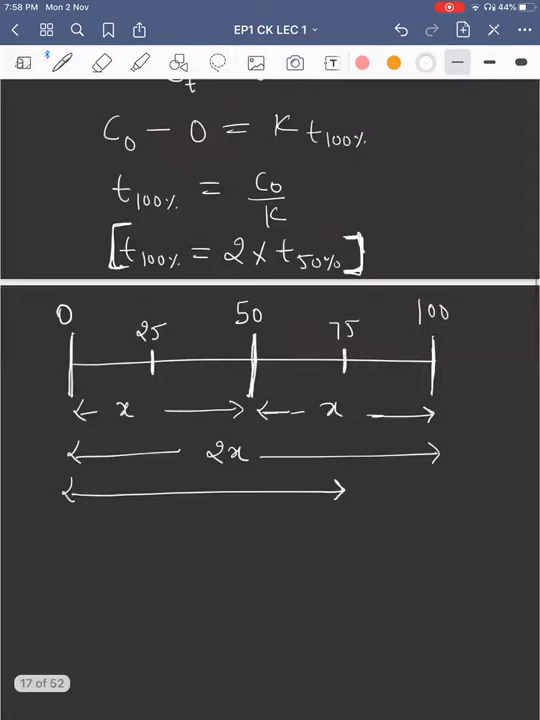 7:58 PM Mon 2 Nov
44%
EP1 CK LEC 1
T
C₀ − 0 = K t₁₀₀%
t₁₀₀% = C₀/K
[t₁₀₀% = 2 × t₅₀%]
0 25 50 75 100
x x
2x
17 of 52